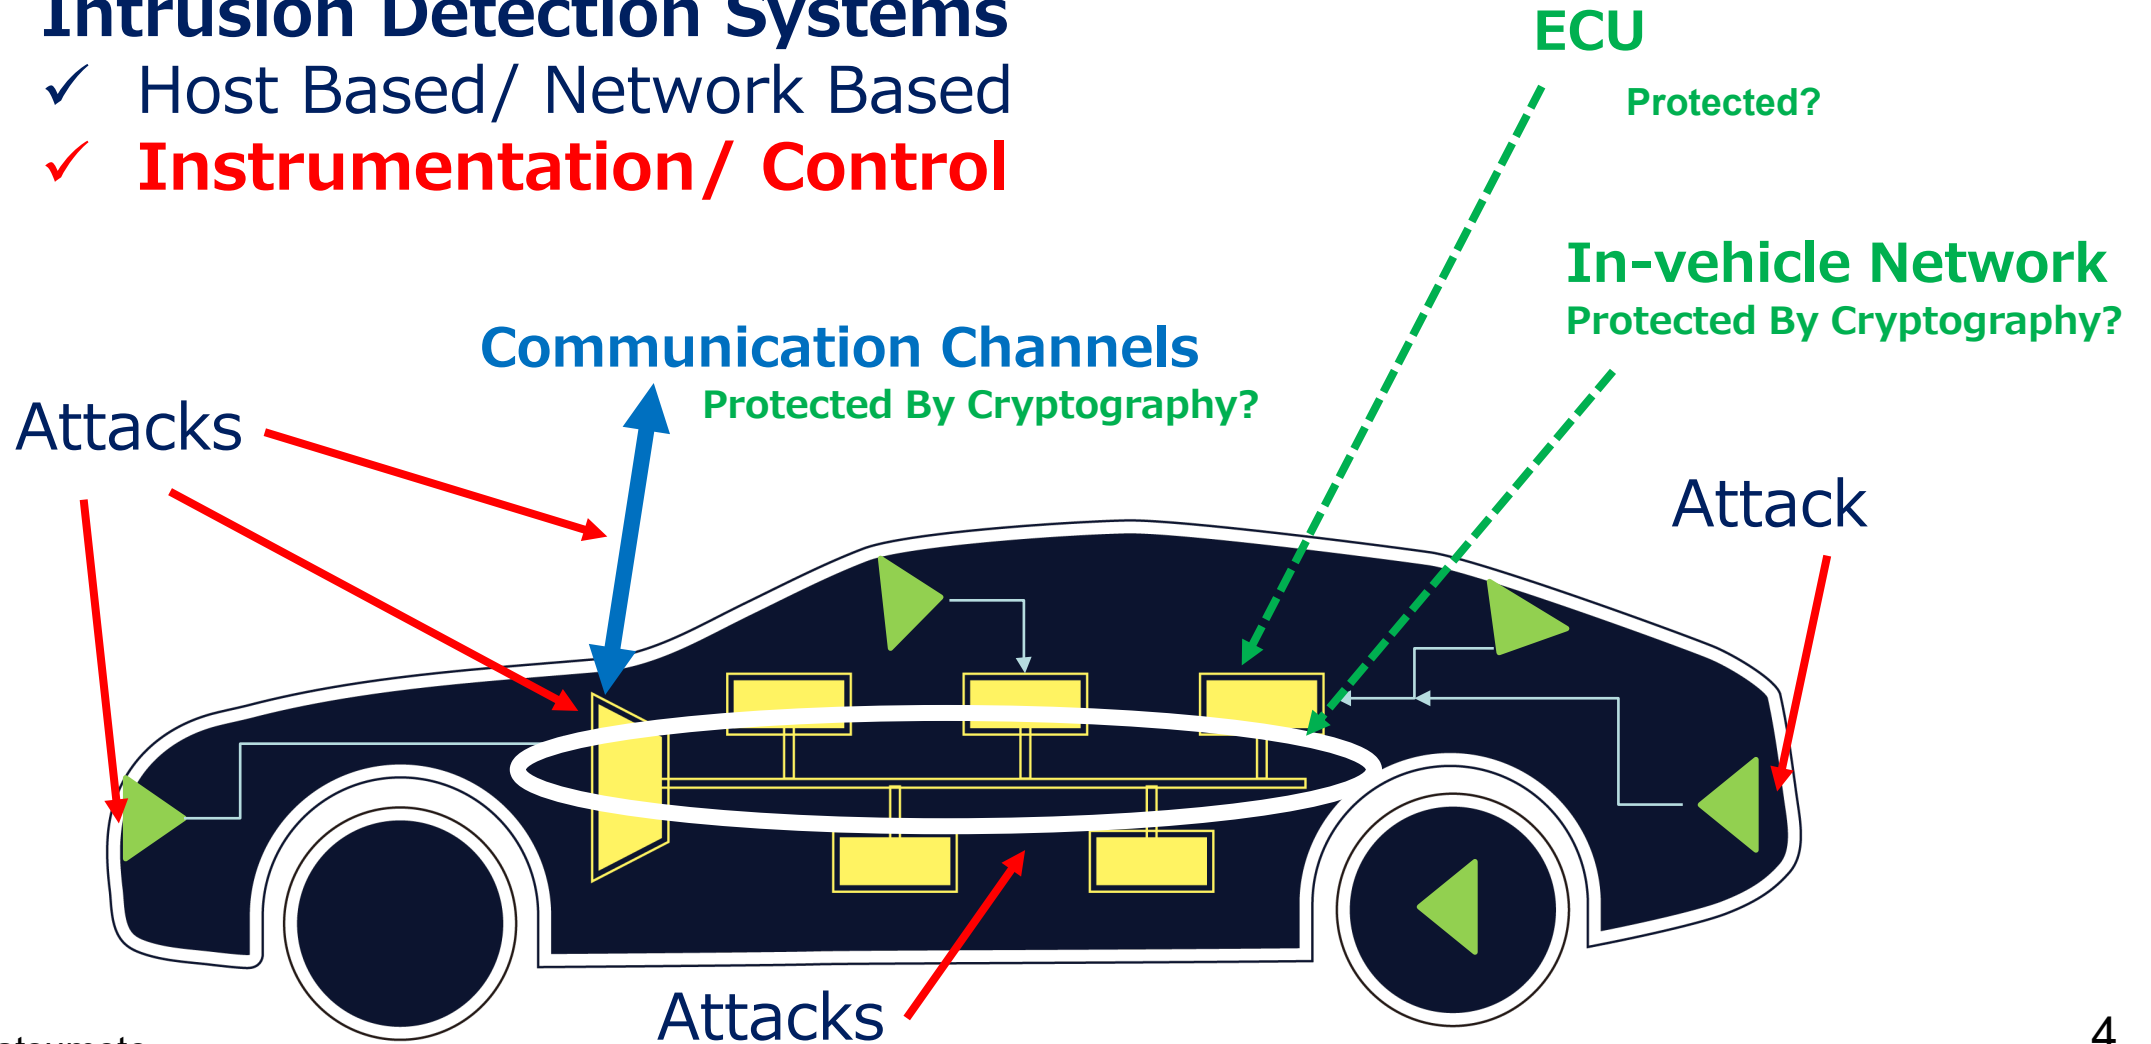 Intrusion Detection Systems
✓ Host Based/ Network Based
✓ Instrumentation/ Control
ECU
Protected?
In-vehicle Network
Protected By Cryptography?
Communication Channels
Protected By Cryptography?
Attacks
Attack
Attacks
4